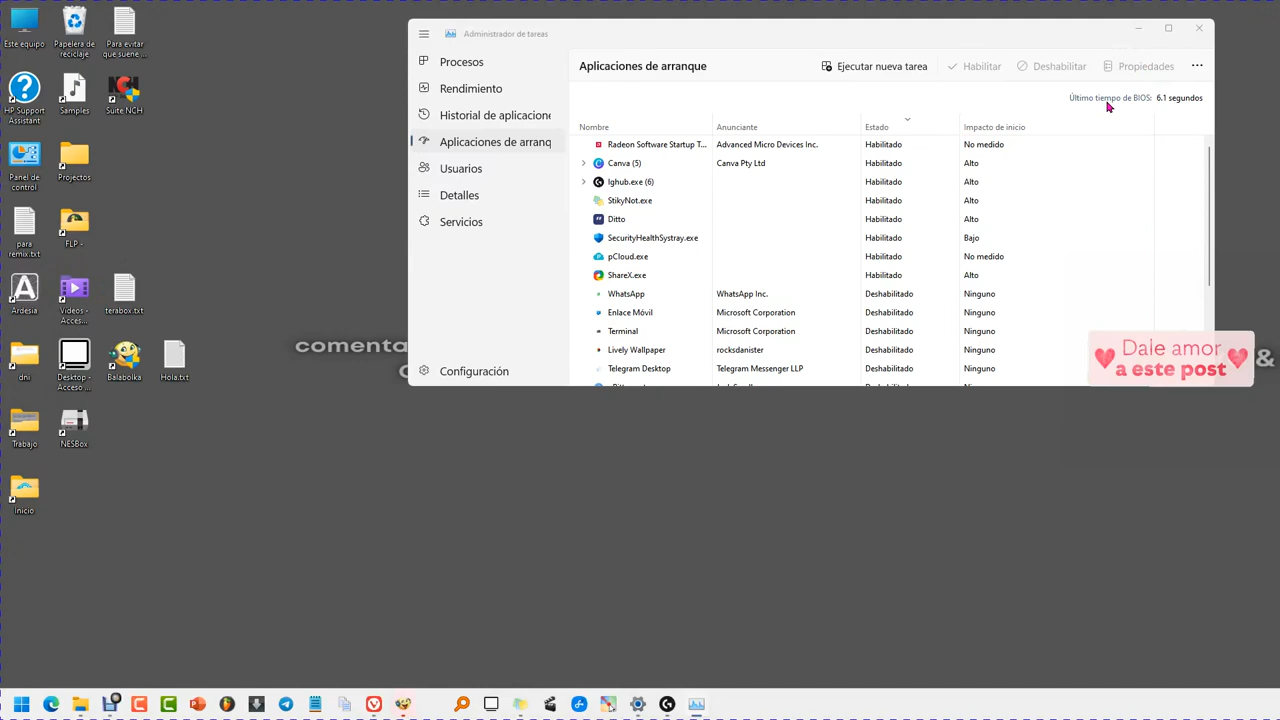 Este equipo
Papelera de
reciclaje
Para evitar
que suene...
HP Support
Assistant
Samples
Suite NCH
Panel de
control
Projectos
para
remix.txt
FLP -
Ardesia
Videos -
Acces...
terabox.txt
dni
Desktop -
Acceso ...
Balabolka
Hola.txt
Trabajo
NESBox
Inicio
comenta
&
Administrador de tareas
Procesos
Rendimiento
Historial de aplicacione
Aplicaciones de arranq
Usuarios
Detalles
Servicios
Configuración
Aplicaciones de arranque
Ejecutar nueva tarea
Habilitar
Deshabilitar
Propiedades
Último tiempo de BIOS: 6.1 segundos
Nombre Anunciante Estado Impacto de inicio
Radeon Software Startup T... Advanced Micro Devices Inc. Habilitado No medido
Canva (5) Canva Pty Ltd Habilitado Alto
lghub.exe (6) Habilitado Alto
StikyNot.exe Habilitado Alto
Ditto Habilitado Alto
SecurityHealthSystray.exe Habilitado Bajo
pCloud.exe Habilitado No medido
ShareX.exe Habilitado Alto
WhatsApp WhatsApp Inc. Deshabilitado Ninguno
Enlace Móvil Microsoft Corporation Deshabilitado Ninguno
Terminal Microsoft Corporation Deshabilitado Ninguno
Lively Wallpaper rocksdanister Deshabilitado Ninguno
Telegram Desktop Telegram Messenger LLP Deshabilitado Ninguno
Dale amor
a este post